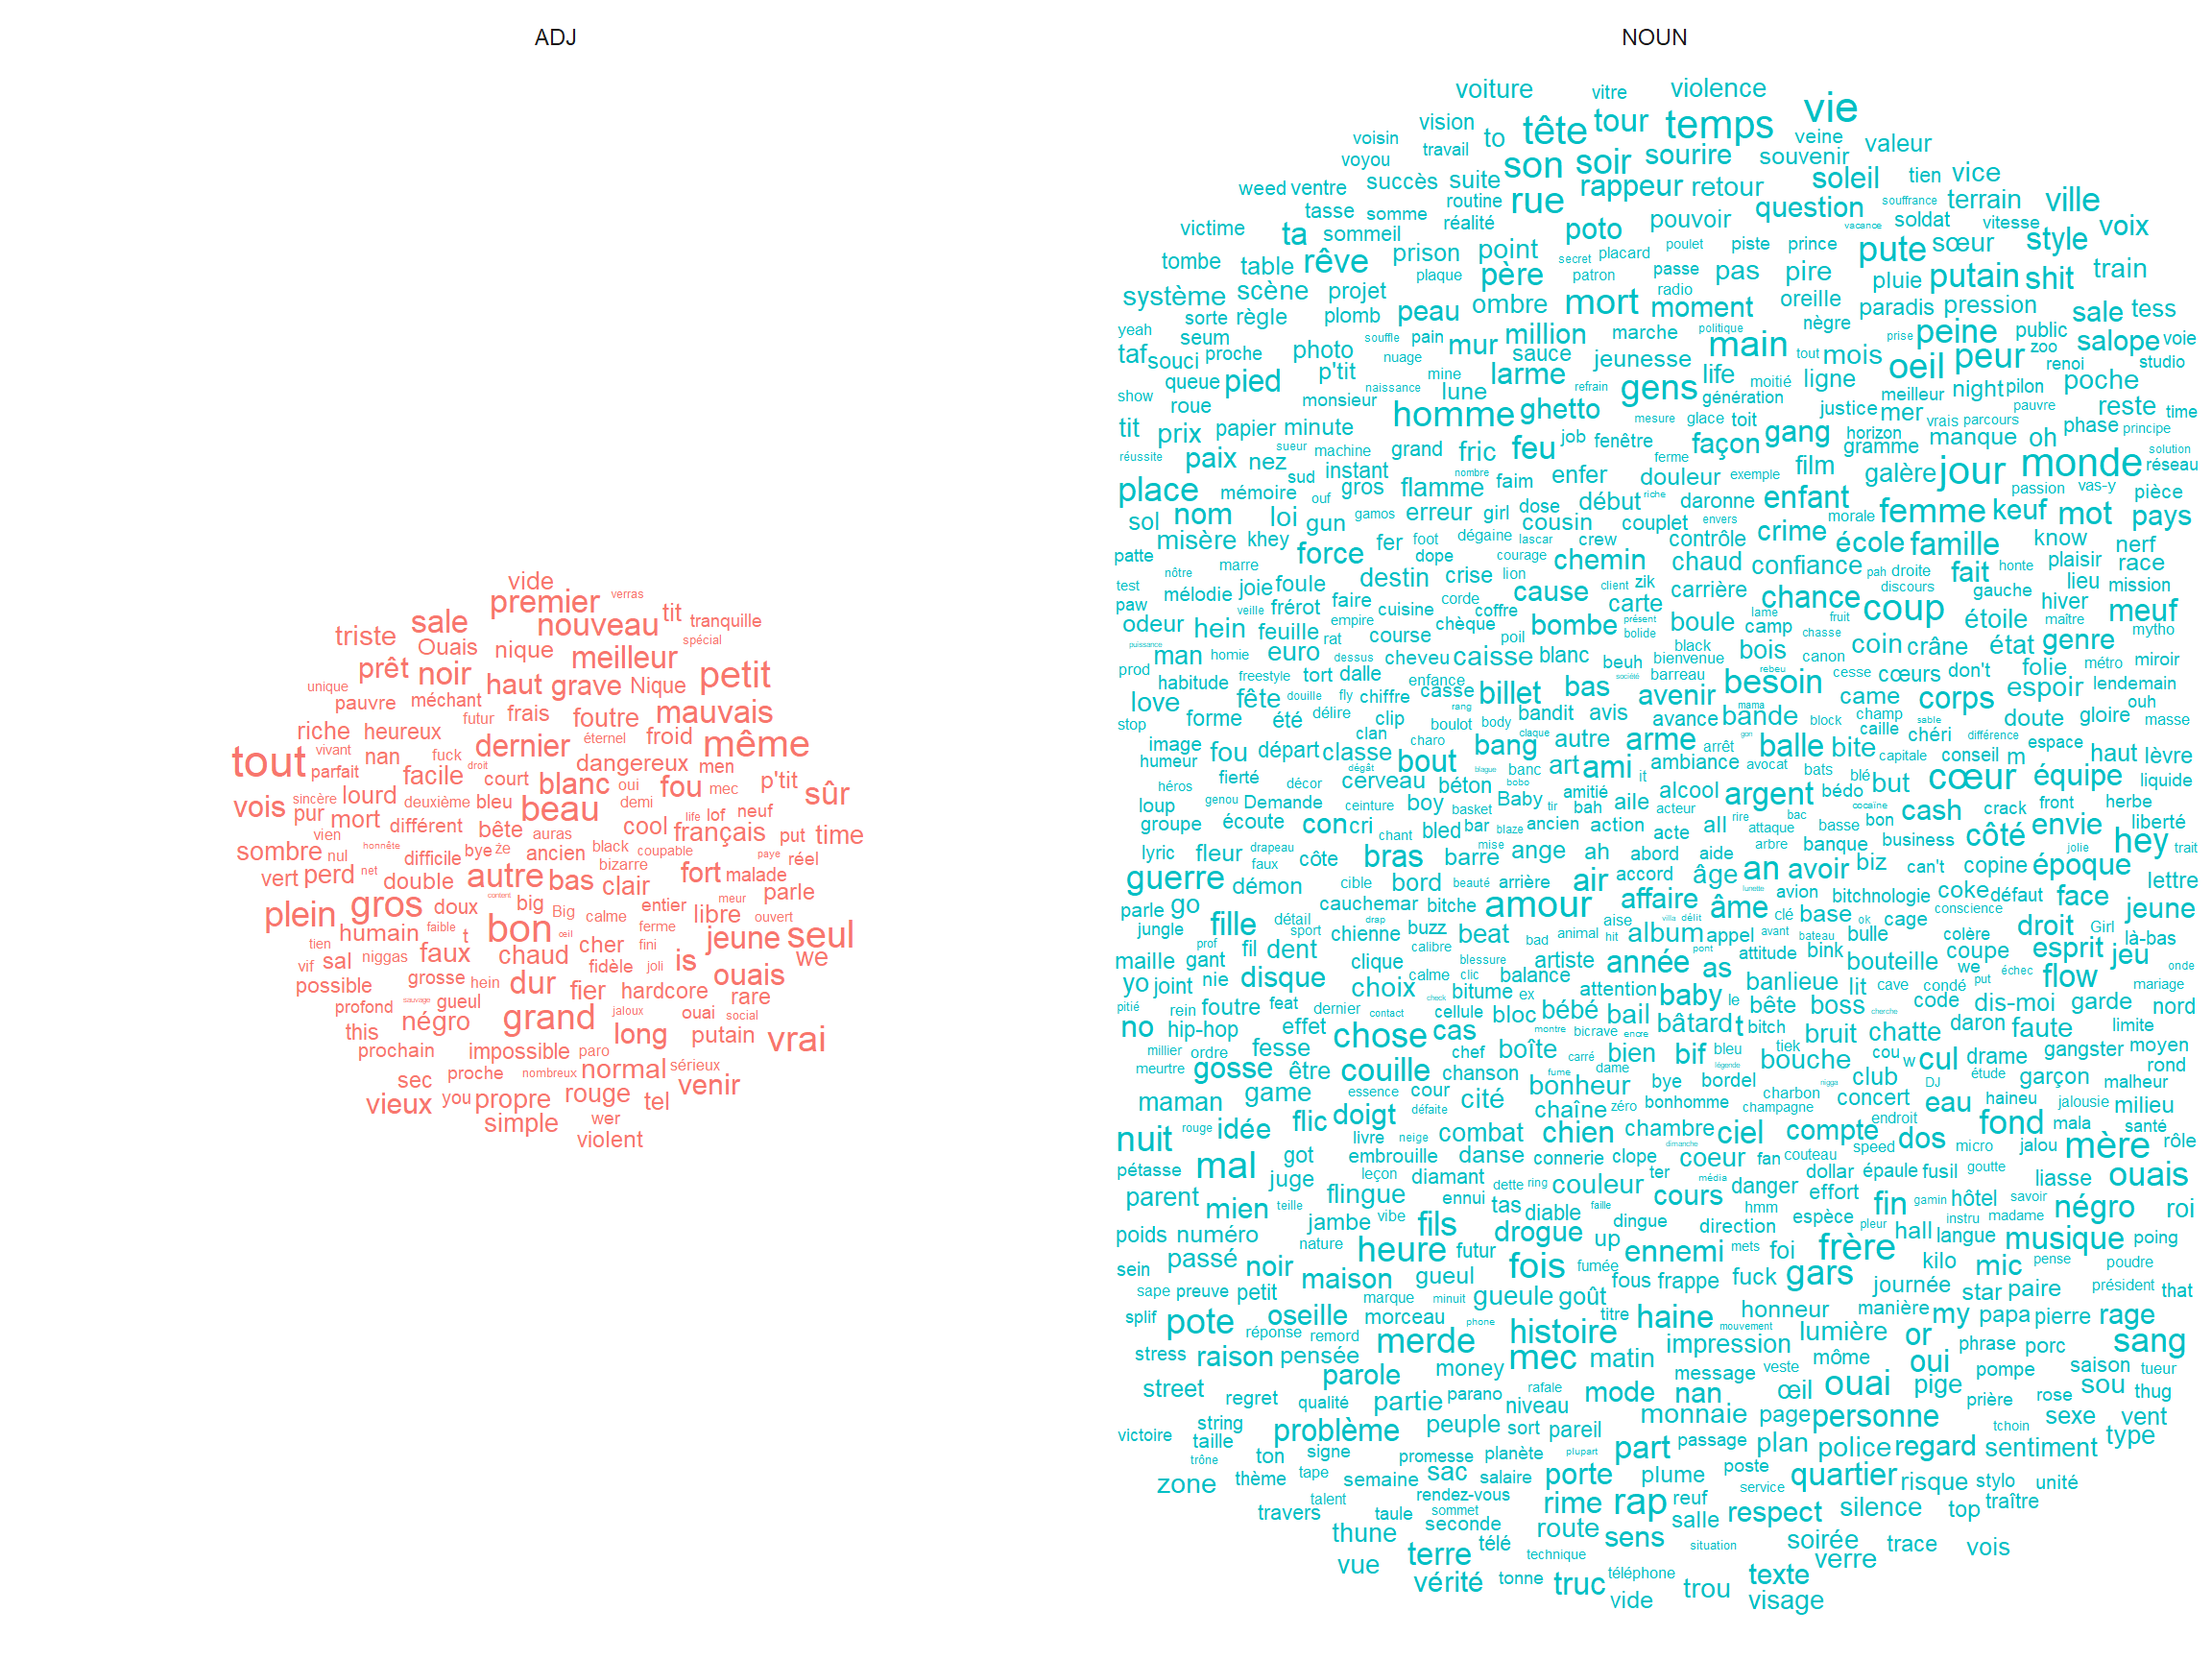 ADJ
NOUN
vide
premier verras
sale nouveau tit tranquille
triste Ouais nique meilleur spécial
prêt noir haut grave Nique petit
unique pauvre méchant
futur frais foutre mauvais
riche heureux
tout vivant nan fuck dernier éternel froid même
parfait facile droit court blanc dangereux men
vois sincère lourd deuxième bleu beau oui fou mec p'tit sûr
pur mort différent bête auras demi cool life lof neuf
vien français put time
sombre nul honnête difficile bye że ancien black coupable bizarre paye réel
vert perd net double autre bas clair fort malade
plein gros doux content big Big calme entier meur parle
humain faible t bon œil cher ferme libre ouvert
tien faux chaud fini jeune seul
vif sal niggas grosse hein fidèle joli is we
possible dur fier hardcore ouais
profond sauvage gueul jaloux ouai social rare
this négro grand long putain vrai
prochain impossible paro
sec proche nombreux normal sérieux
vieux you propre rouge tel venir
simple wer
violent
voiture vitre violence vie
voisin vision to tête tour temps veine valeur
voyou travail son soir sourire souvenir
weed ventre succès suite rappeur retour soleil tien vice
tasse somme routine rue question souffrance terrain ville
victime ta sommeil réalité poto pouvoir vacance soldat vitesse voix
tombe table rêve prison point secret placard poulet piste prince pute sœur style
plaque père patron passe pas pire pluie putain shit train
système scène projet peau ombre mort moment radio oreille paradis pression sale tess
yeah sorte règle plomb million marche politique nègre prise peine public
taf seum souci proche photo souffle pain mur sauce jeunesse main tout mois oeil peur zoo salope voie
queue pied p'tit nuage mine larme gens life moitié ligne renoi studio
show roue naissance lune refrain génération meilleur night pilon poche
monsieur homme ghetto mesure glace toit justice mer pauvre vrais parcours reste time
tit prix papier minute job fenêtre façon gang horizon manque oh phase principe
réussite paix nez sueur machine grand fric feu ferme gramme solution
sud instant nombre faim enfer douleur exemple film galère jour monde réseau
place mémoire ouf gros flamme début riche daronne enfant passion vas-y pièce
sol nom loi gun gamos erreur girl dose cousin couplet envers crime morale femme keuf mot pays
patte misère khey force fer foot dégaine lascar crew contrôle école famille know nerf
marre dope courage chemin chaud confiance pah droite fait honte plaisir race
test nôtre mélodie joie foule destin crise lion cause client zik carrière chance discours gauche lieu mission
paw veille frérot faire cuisine corde coffre carte lame fruit coup hiver meuf
odeur hein feuille empire rat course chèque poil bombe présent bolide boule camp chasse étoile maître mytho
puissance man homie euro dessus cheveu caisse blanc black bois canon coin crâne état genre
prod habitude freestyle tort dalle enfance beuh bienvenue société barreau rebeu cesse cœurs don't folie métro miroir
love fête douille fly chiffre casse rang billet bas avenir besoin came corps espoir lendemain
stop forme été délire clip boulot body bandit avis avance mama bande block champ sable doute gloire ouh masse
image fou départ clan classe charo bout bang claque autre arme arrêt gon balle bite caille chéri différence espace haut lèvre
humeur fierté décor dégât cerveau blague banc art ami it ambiance avocat bats capitale conseil m
héros genou Demande ceinture béton boy basket bobo Baby amitié aile alcool argent bédo blé but cœur équipe liquide
loup tir bah acteur rire bac cocaïne cash crack front herbe
groupe écoute con cri chant bled bar blaze ancien action acte all attaque basse bon côté envie liberté
lyric fleur drapeau faux côte bras barre mise ange ah abord aide arbre banque business jolie hey trait
guerre démon cible bord beauté arrière air accord âge an avoir biz can't copine époque lettre
parle go cauchemar bitche amour affaire âme lunette avion bitchnologie coke défaut face
jungle fille détail drap chienne buzz beat aise villa délit clé base ok cage conscience jeune
prof sport calibre bad animal hit album appel avant bateau bulle colère droit Girl là-bas
maille gant fil dent clique blessure artiste année pont attitude bink bouteille coupe esprit jeu
yo joint nie disque choix calme clic balance as banlieue lit cave we échec flow onde
pitié rein foutre feat dernier contact check bitume ex attention baby le bête boss condé put code dis-moi garde mariage nord
no hip-hop effet chose cas cellule bloc bébé bail montre bicrave encre bâtard t bitch bruit cherche chatte daron faute limite
millier ordre fesse chef boîte carré bien bif bleu tiek bouche cou w cul drame gangster moyen
meurtre gosse être couille chanson fume dame légende bye bordel nigga club DJ étude garçon malheur rond
maman game essence cour cité bonheur bonhomme charbon champagne concert eau haineu jalousie milieu
flic doigt défaite chaîne zéro endroit
nuit rouge idée livre neige combat chien chambre ciel compte dos micro fond mala santé
pétasse mal got embrouille danse connerie clope dimanche coeur fan couteau speed jalou mère rôle
juge leçon diamant dette ring couleur ter média danger dollar épaule fusil goutte liasse ouais
parent mien teille flingue ennui tas cours effort fin gamin hôtel savoir négro roi
poids numéro jambe vibe fils diable faille dingue direction hmm espèce pleur instru madame
passé nature heure drogue up ennemi mets foi frère hall langue musique poing
sein noir maison futur gueul fois fumée fous frappe fuck gars kilo mic pense poudre
sape preuve petit marque minuit gueule goût journée star paire président that
splif pote oseille morceau phone titre haine honneur manière my papa pierre rage
réponse remord merde histoire mouvement lumière or phrase porc sang
stress raison pensée mec matin impression môme oui pompe saison tueur
parole money message veste
street regret qualité partie parano rafale niveau mode nan œil ouai pige prière rose sou thug
victoire string problème peuple sort pareil monnaie page personne tchoin sexe vent
taille trône ton signe promesse planète plupart part passage plan police regard sentiment type
zone thème tape semaine sac salaire porte plume poste quartier risque stylo unité
travers talent rendez-vous sommet rime rap reuf service silence top traître
taule seconde salle respect
thune route sens situation soirée trace vois
vue terre télé technique verre
vérité tonne truc téléphone trou texte
vide visage